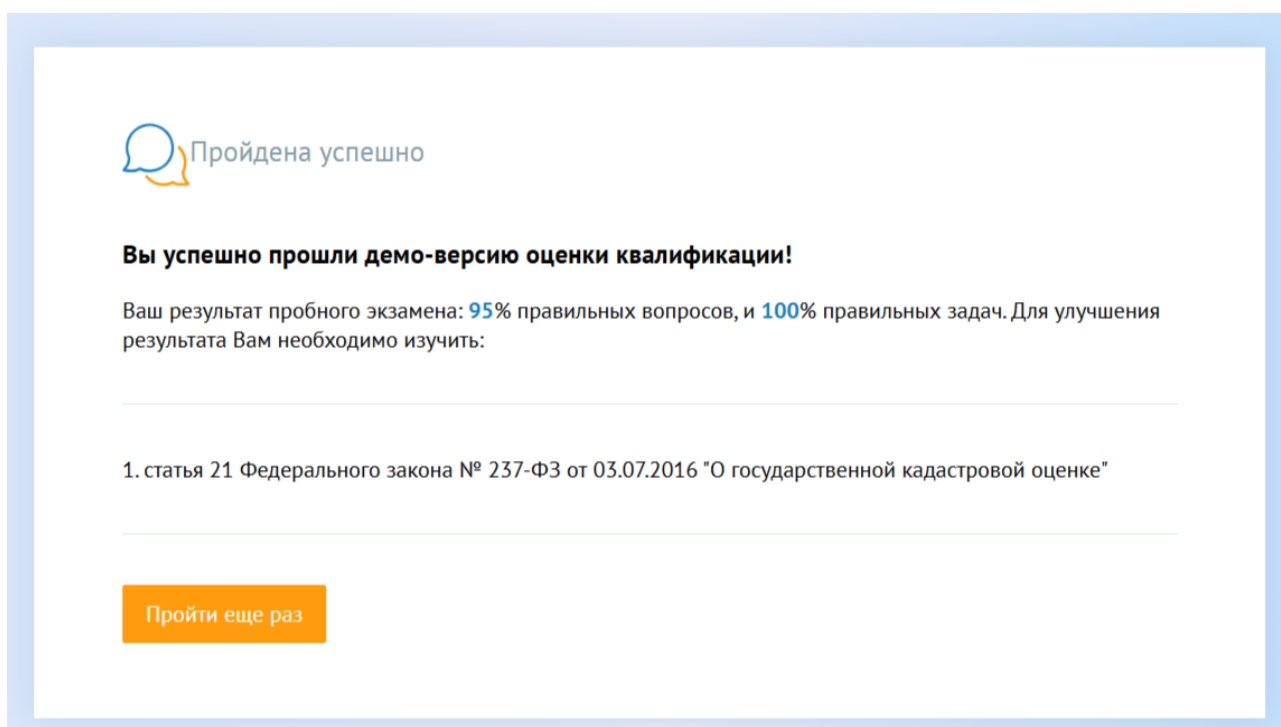 Пройдена успешно
Вы успешно прошли демо-версию оценки квалификации!
Ваш результат пробного экзамена: 95% правильных вопросов, и 100% правильных задач. Для улучшения
результата Вам необходимо изучить:
1. статья 21 Федерального закона № 237-ФЗ от 03.07.2016 "О государственной кадастровой оценке"
Пройти еще раз